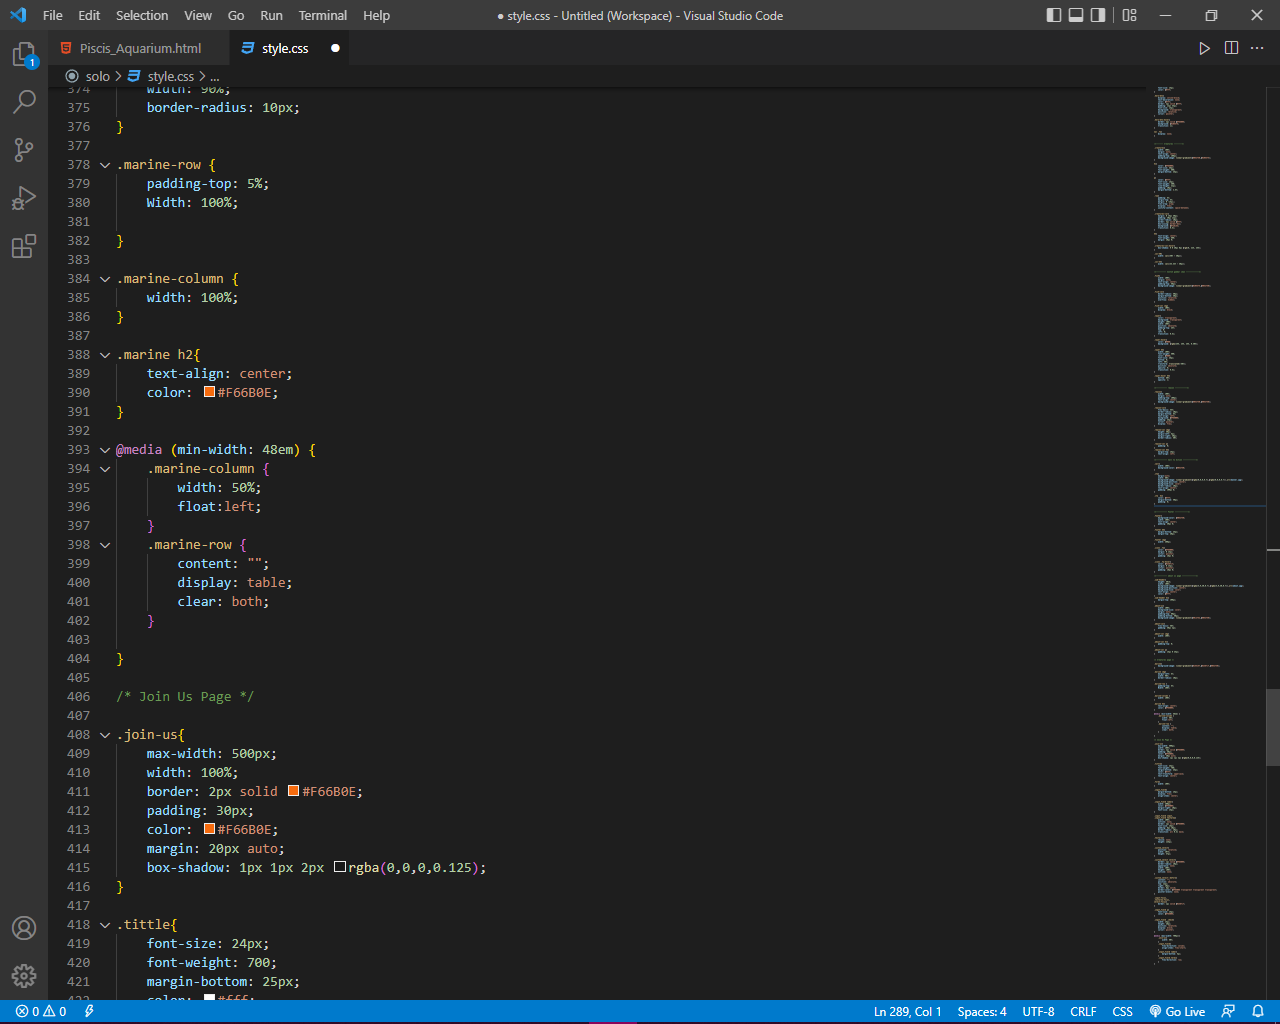 File Edit Selection View Go Run Terminal Help ● style.css - Untitled (Workspace) - Visual Studio Code
Piscis_Aquarium.html style.css
solo > style.css > ...
1
374 width: 90%;
375 border-radius: 10px;
376 }
377
378 .marine-row {
379 padding-top: 5%;
380 Width: 100%;
381
382 }
383
384 .marine-column {
385 width: 100%;
386 }
387
388 .marine h2{
389 text-align: center;
390 color: #F66B0E;
391 }
392
393 @media (min-width: 48em) {
394 .marine-column {
395 width: 50%;
396 float:left;
397 }
398 .marine-row {
399 content: "";
400 display: table;
401 clear: both;
402 }
403
404 }
405
406 /* Join Us Page */
407
408 .join-us{
409 max-width: 500px;
410 width: 100%;
411 border: 2px solid #F66B0E;
412 padding: 30px;
413 color: #F66B0E;
414 margin: 20px auto;
415 box-shadow: 1px 1px 2px rgba(0,0,0,0.125);
416 }
417
418 .tittle{
419 font-size: 24px;
420 font-weight: 700;
421 margin-bottom: 25px;
422 color: #fff;
0 0 Ln 289, Col 1 Spaces: 4 UTF-8 CRLF CSS Go Live